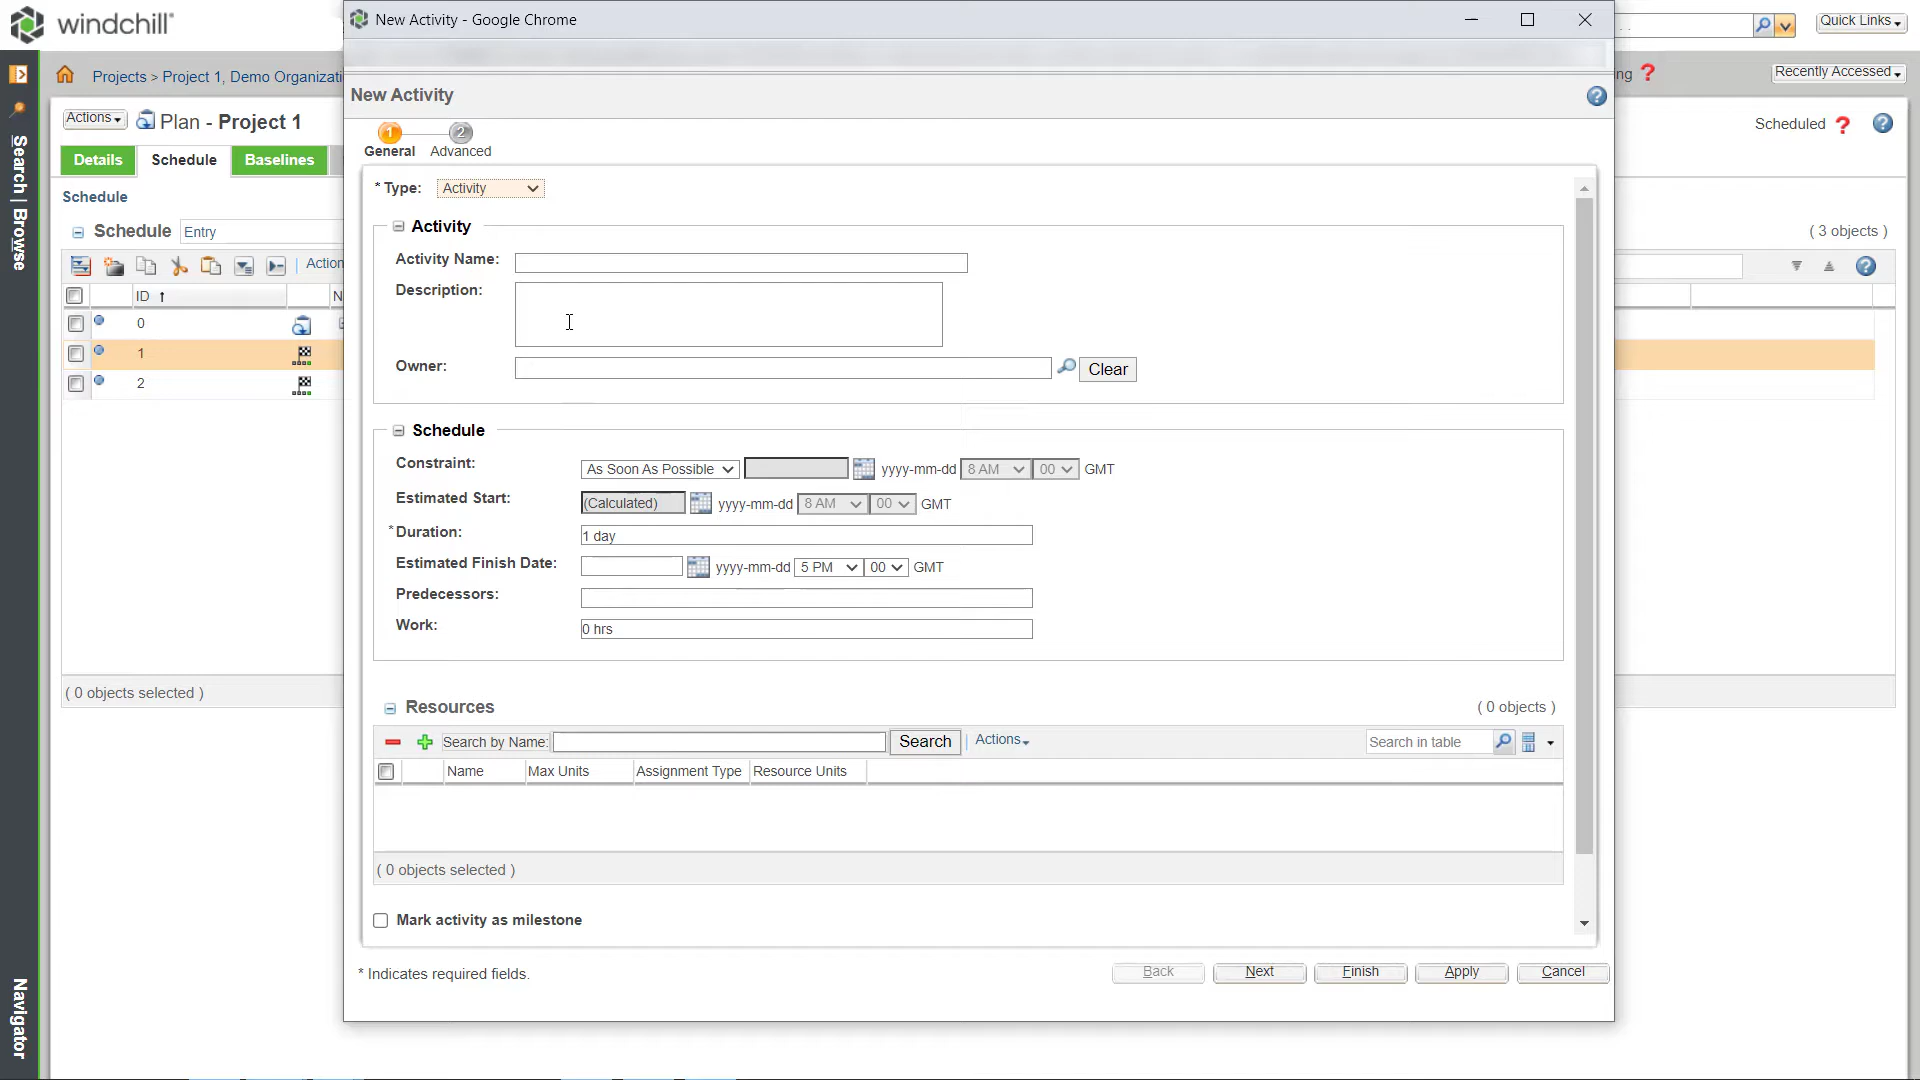 windchill
New Activity - Google Chrome
Quick Links
Projects > Project 1, Demo Organizati
ng ?
Recently Accessed
Actions
Plan - Project 1
New Activity
Scheduled ?
1 2
General Advanced
Details Schedule Baselines
* Type: Activity
Schedule
Schedule Entry
( 3 objects )
Action
Activity
Activity Name:
Description:
Owner:
Clear
ID
0
1
2
Schedule
Constraint: As Soon As Possible yyyy-mm-dd 8 AM 00 GMT
Estimated Start: (Calculated) yyyy-mm-dd 8 AM 00 GMT
* Duration: 1 day
Estimated Finish Date: yyyy-mm-dd 5 PM 00 GMT
Predecessors:
Work: 0 hrs
( 0 objects selected )
Resources ( 0 objects )
Search by Name: Search Actions Search in table
Name Max Units Assignment Type Resource Units
( 0 objects selected )
Mark activity as milestone
* Indicates required fields.
Back Next Finish Apply Cancel
Search | Browse
Navigator